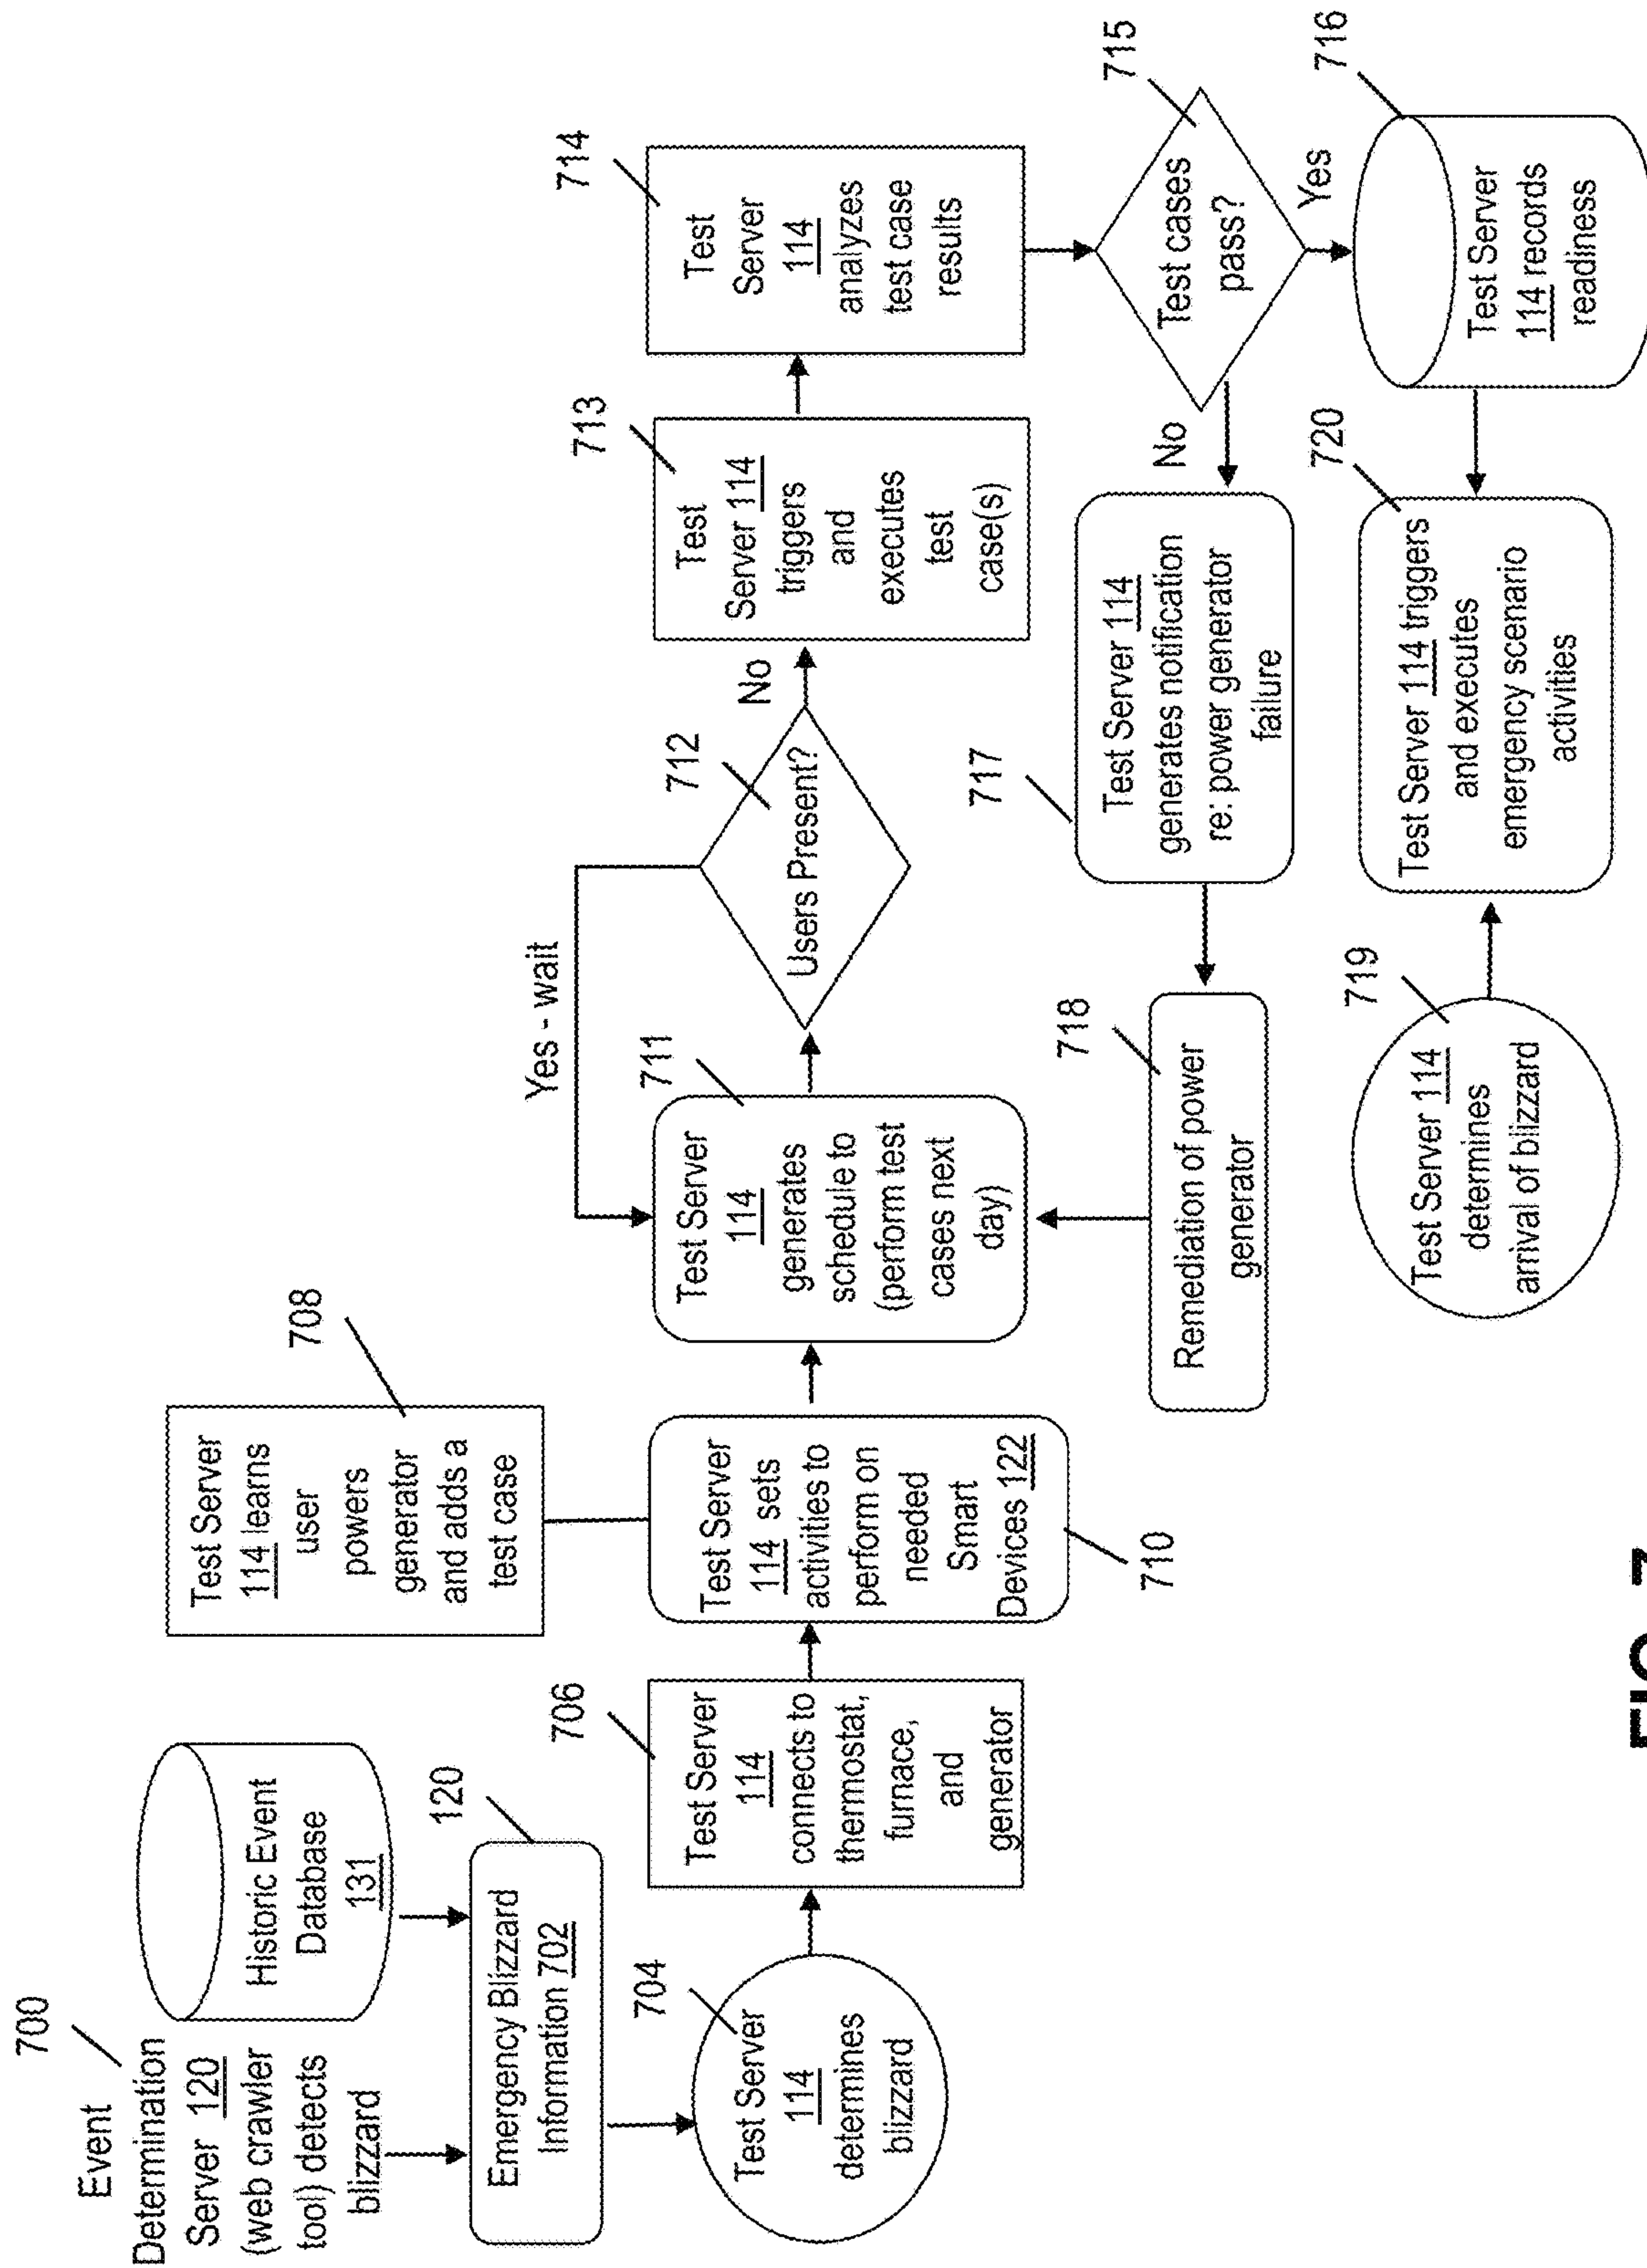 700
Event
Determination
Server 120
(web crawler
tool) detects
blizzard
Historic Event
Database
131
120
Emergency Blizzard
Information 702
704
Test Server
114
determines
blizzard
706
Test Server
114
connects to
thermostat,
furnace,
and
generator
708
Test Server
114 learns
user
powers
generator
and adds a
test case
Test Server
114 sets
activities to
perform on
needed
Smart
Devices 122
710
711
Test Server
114
generates
schedule to
(perform test
cases next
day)
Yes - wait
712
Users Present?
No
713
Test
Server 114
triggers
and
executes
test
case(s)
714
Test
Server
114
analyzes
test case
results
715
Test cases
pass?
Yes
No
716
Test Server
114 records
readiness
717
Test Server 114
generates notification
re: power generator
failure
718
Remediation of power
generator
719
Test Server 114
determines
arrival of blizzard
720
Test Server 114 triggers
and executes
emergency scenario
activities
FIG. 7